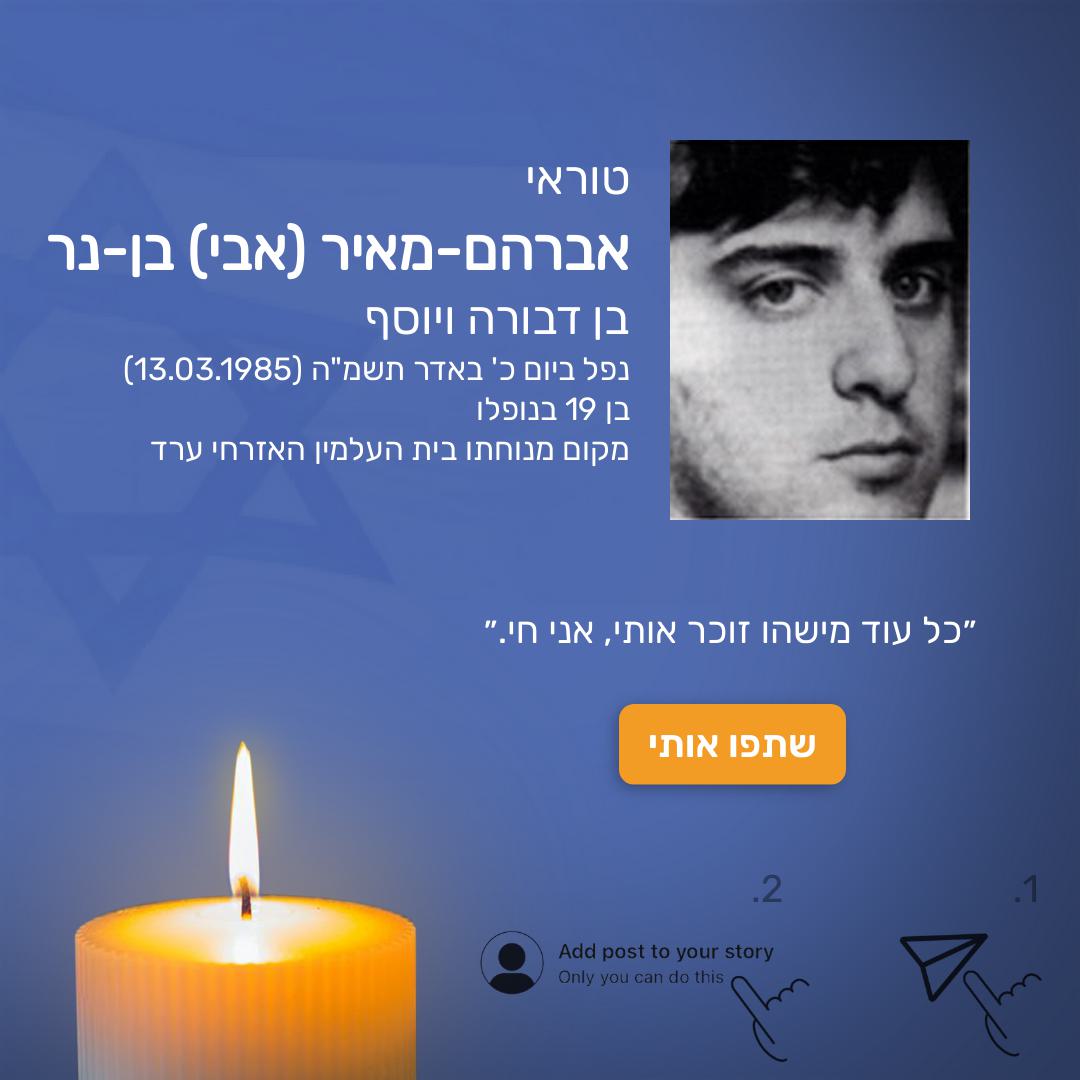 טוראי
אברהם-מאיר (אבי) בן-נר
בן דבורה ויוסף
נפל ביום כ' באדר תשמ"ה (13.03.1985)
בן 19 בנופלו
מקום מנוחתו בית העלמין האזרחי ערד
"כל עוד מישהו זוכר אותי, אני חי."
שתפו אותי
1.
2.
Add post to your story
Only you can do this